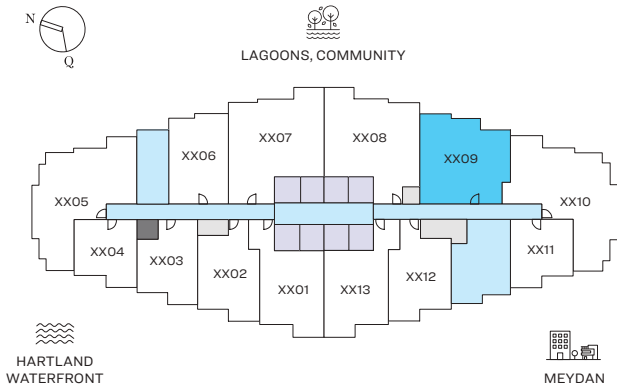 N
Q
LAGOONS, COMMUNITY
XX07
XX08
XX06
XX09
XX05
XX10
XX04
XX03
XX02
XX01
XX13
XX12
XX11
HARTLAND
WATERFRONT
MEYDAN